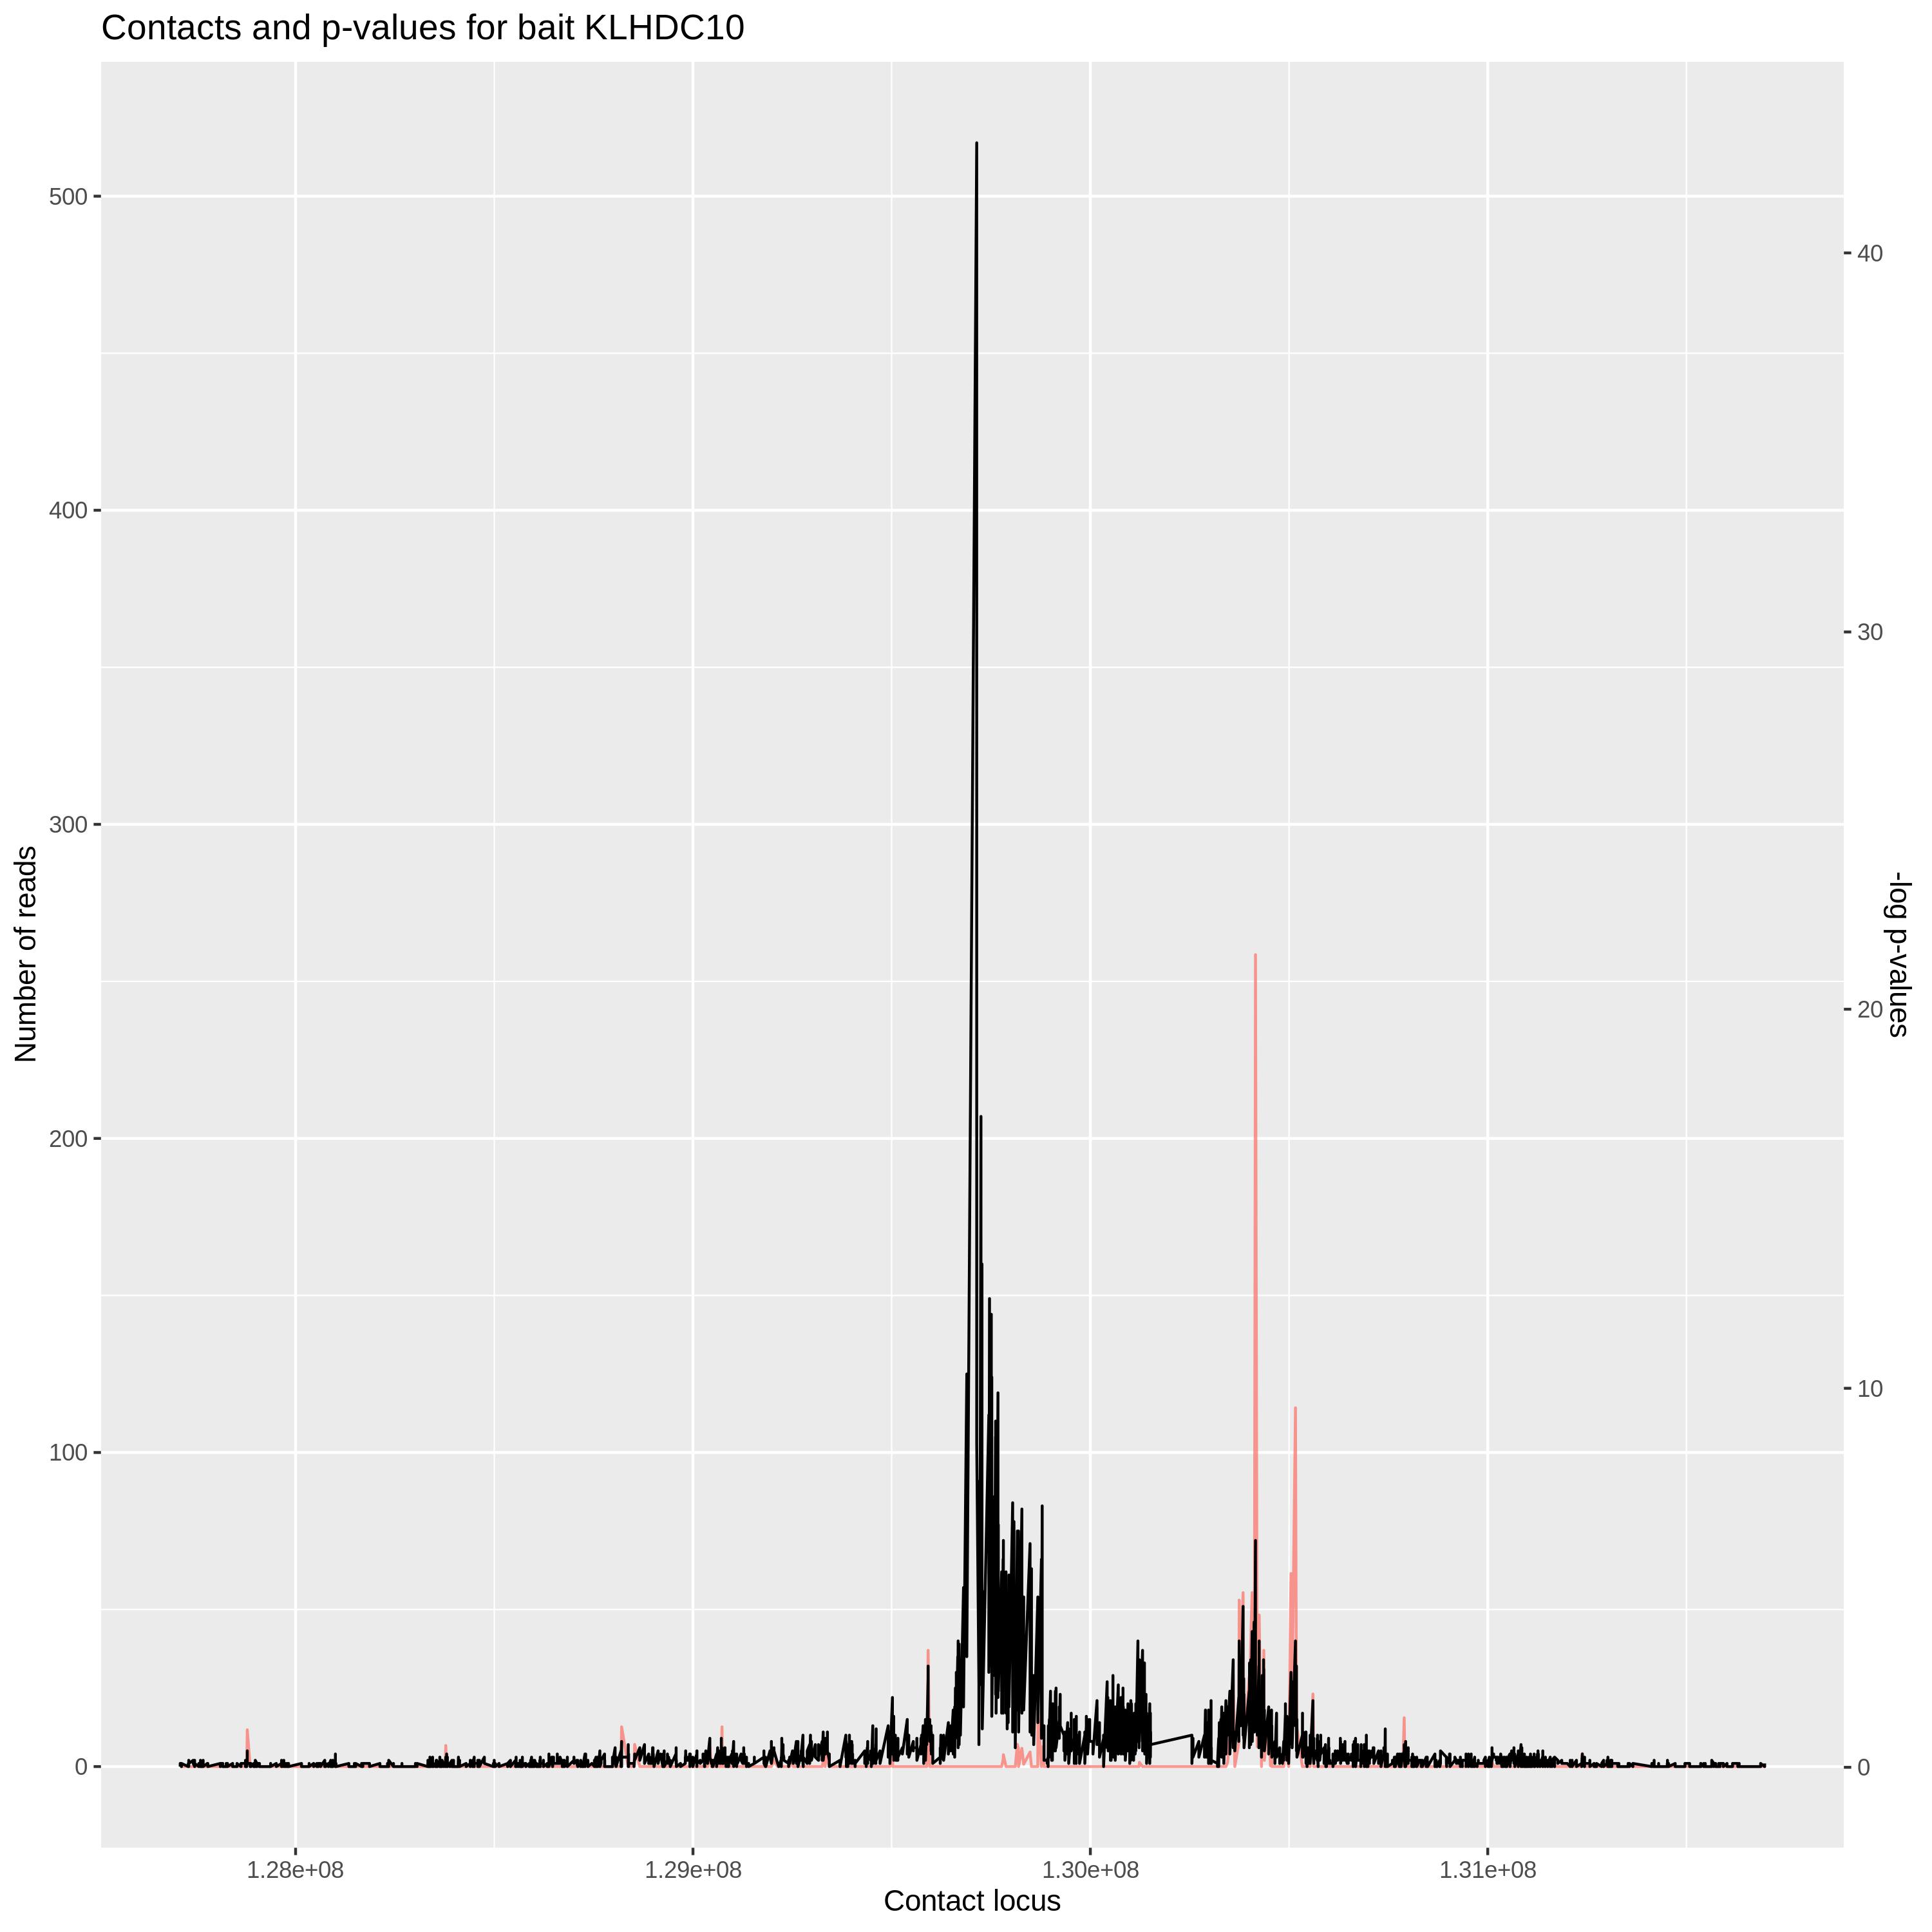 Contacts and p-values for bait KLHDC10
500
400
300
200
100
0
Number of reads
40
30
20
10
0
-log p-values
1.28e+08
1.29e+08
1.30e+08
1.31e+08
Contact locus